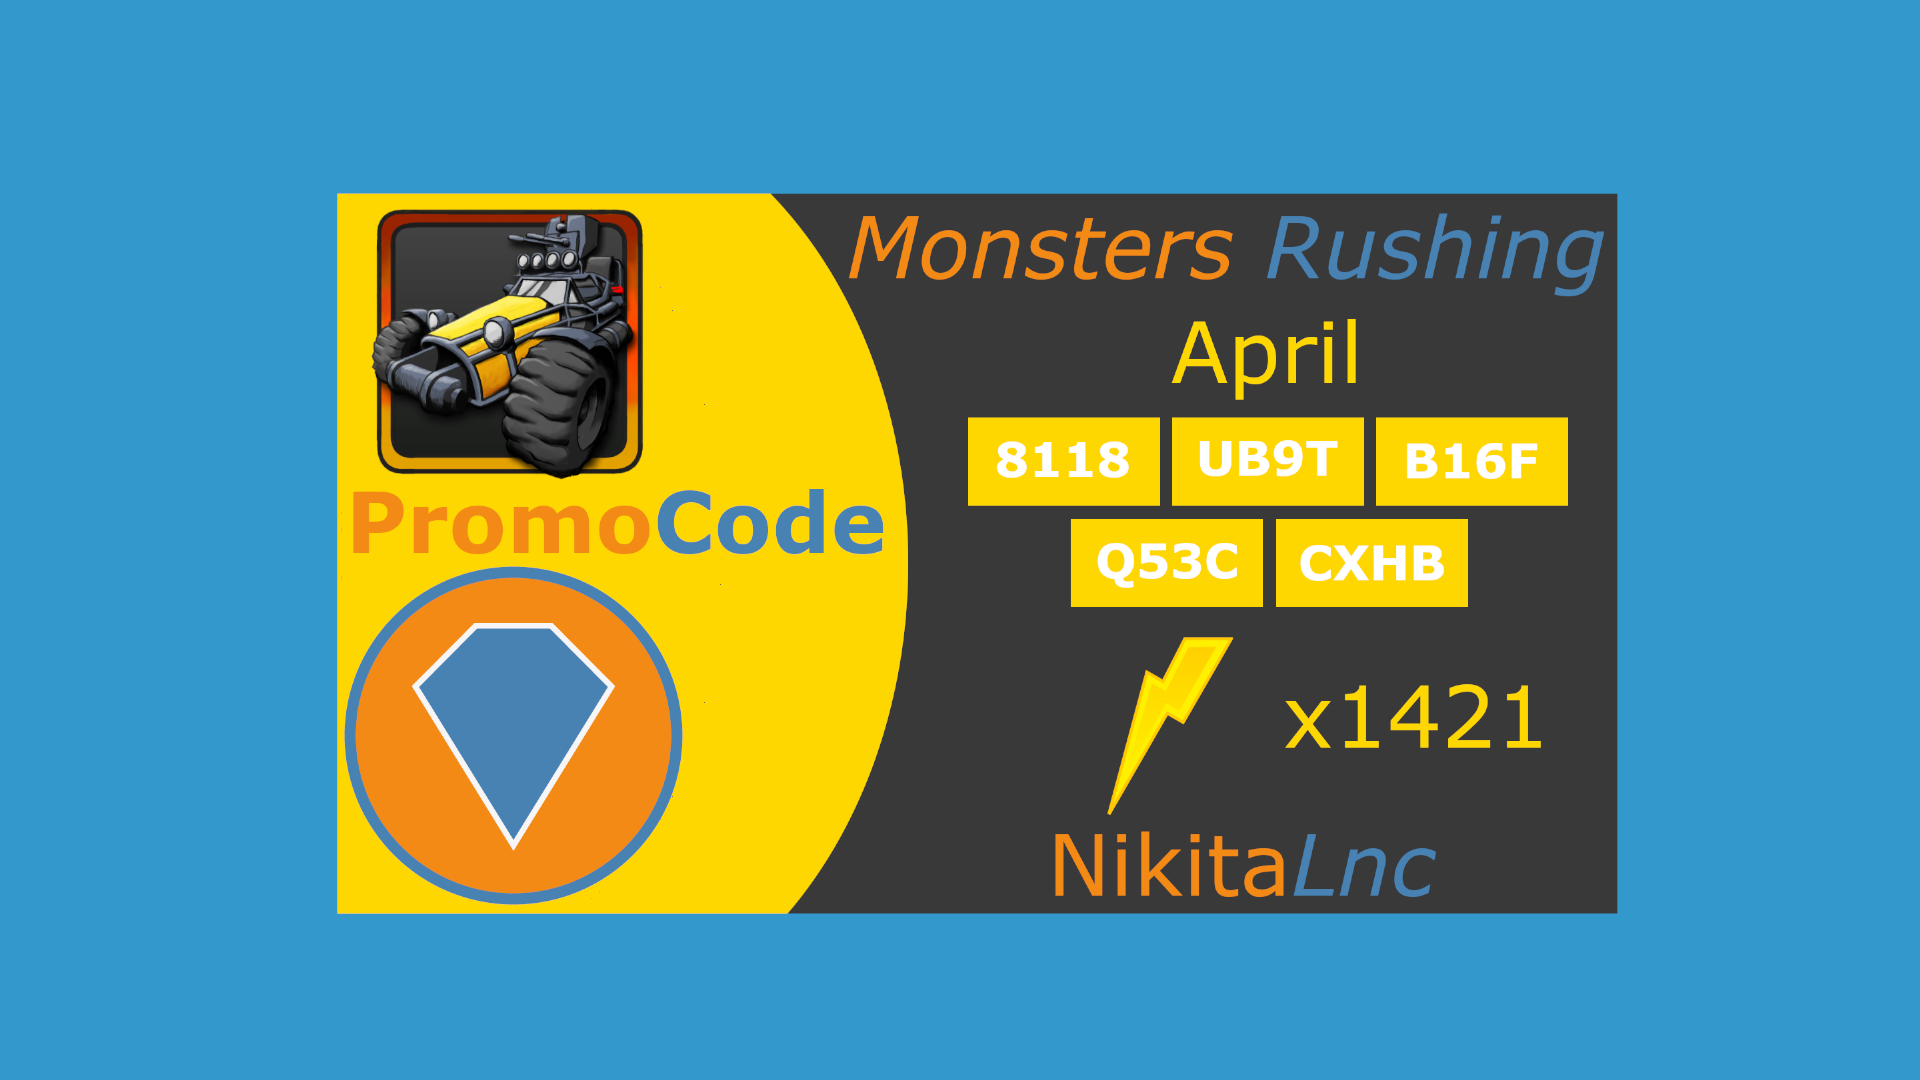 Monsters Rushing
April
8118 UB9T B16F
Q53C CXHB
PromoCode
x1421
NikitaLnc